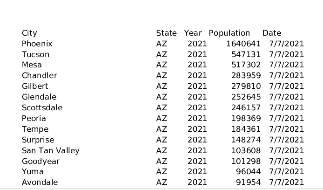 City State Year Population Date
Phoenix AZ 2021 1640641 7/7/2021
Tucson AZ 2021 547131 7/7/2021
Mesa AZ 2021 517302 7/7/2021
Chandler AZ 2021 283959 7/7/2021
Gilbert AZ 2021 279810 7/7/2021
Glendale AZ 2021 252645 7/7/2021
Scottsdale AZ 2021 246157 7/7/2021
Peoria AZ 2021 198369 7/7/2021
Tempe AZ 2021 184361 7/7/2021
Surprise AZ 2021 148274 7/7/2021
San Tan Valley AZ 2021 103608 7/7/2021
Goodyear AZ 2021 101298 7/7/2021
Yuma AZ 2021 96044 7/7/2021
Avondale AZ 2021 91954 7/7/2021